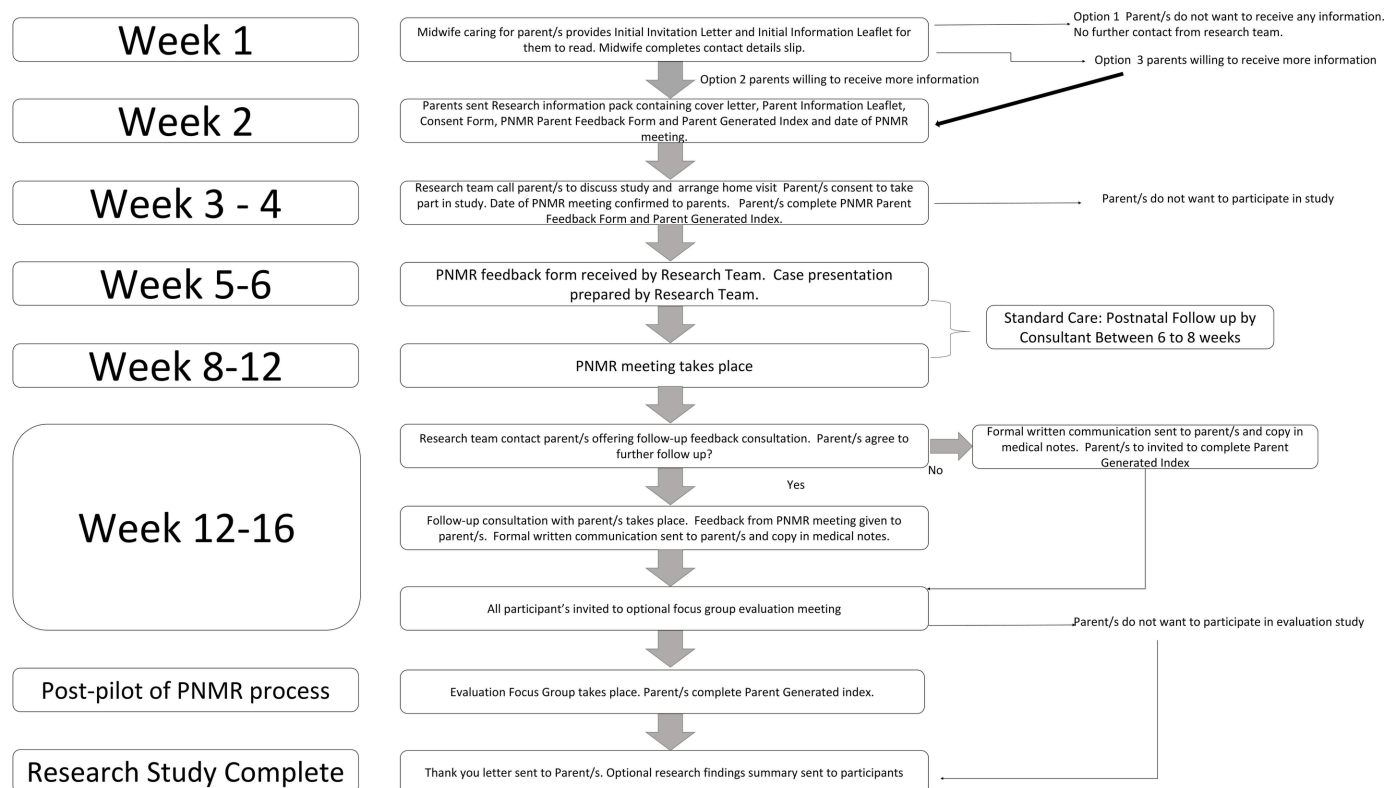 Week 1
Midwife caring for parent/s provides Initial Invitation Letter and Initial Information Leaflet for
them to read. Midwife completes contact details slip.
Option 1 Parent/s do not want to receive any information.
No further contact from research team.
Option 3 parents willing to receive more information
Option 2 parents willing to receive more information
Week 2
Parents sent Research information pack containing cover letter, Parent Information Leaflet,
Consent Form, PNMR Parent Feedback Form and Parent Generated Index and date of PNMR
meeting.
Week 3 - 4
Research team call parent/s to discuss study and arrange home visit Parent/s consent to take
part in study. Date of PNMR meeting confirmed to parents. Parent/s complete PNMR Parent
Feedback Form and Parent Generated Index.
Parent/s do not want to participate in study
Week 5-6
PNMR feedback form received by Research Team. Case presentation
prepared by Research Team.
Standard Care: Postnatal Follow up by
Consultant Between 6 to 8 weeks
Week 8-12
PNMR meeting takes place
Week 12-16
Research team contact parent/s offering follow-up feedback consultation. Parent/s agree to
further follow up?
No
Formal written communication sent to parent/s and copy in
medical notes. Parent/s to invited to complete Parent
Generated Index
Yes
Follow-up consultation with parent/s takes place. Feedback from PNMR meeting given to
parent/s. Formal written communication sent to parent/s and copy in medical notes.
All participant's invited to optional focus group evaluation meeting
Parent/s do not want to participate in evaluation study
Post-pilot of PNMR process
Evaluation Focus Group takes place. Parent/s complete Parent Generated index.
Research Study Complete
Thank you letter sent to Parent/s. Optional research findings summary sent to participants